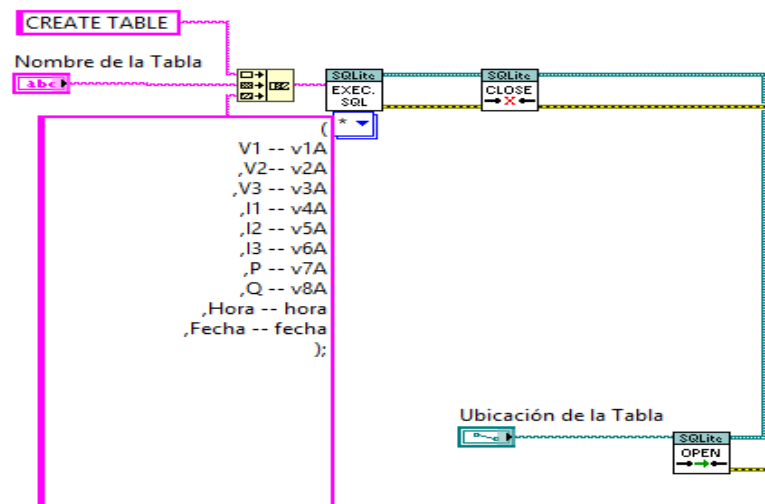 CREATE TABLE
Nombre de la Tabla
abc
SQLite
EXEC.
SQL
*
SQLite
CLOSE
X
(
V1 -- v1A
,V2-- v2A
,V3 -- v3A
,I1 -- v4A
,I2 -- v5A
,I3 -- v6A
,P -- v7A
,Q -- v8A
,Hora -- hora
,Fecha -- fecha
);
Ubicación de la Tabla
SQLite
OPEN